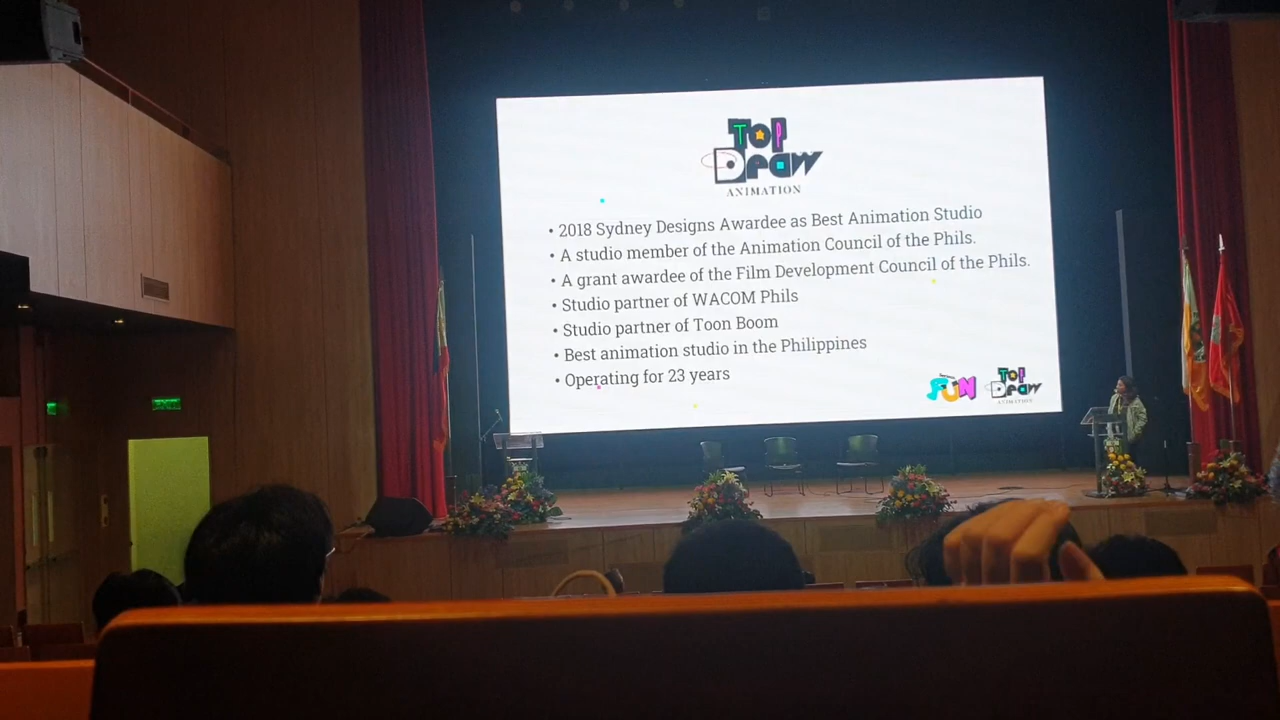 Top
Draw
ANIMATION
• 2018 Sydney Designs Awardee as Best Animation Studio
• A studio member of the Animation Council of the Phils.
• A grant awardee of the Film Development Council of the Phils.
• Studio partner of WACOM Phils
• Studio partner of Toon Boom
• Best animation studio in the Philippines
• Operating for 23 years
FUN
Top
Draw
ANIMATION